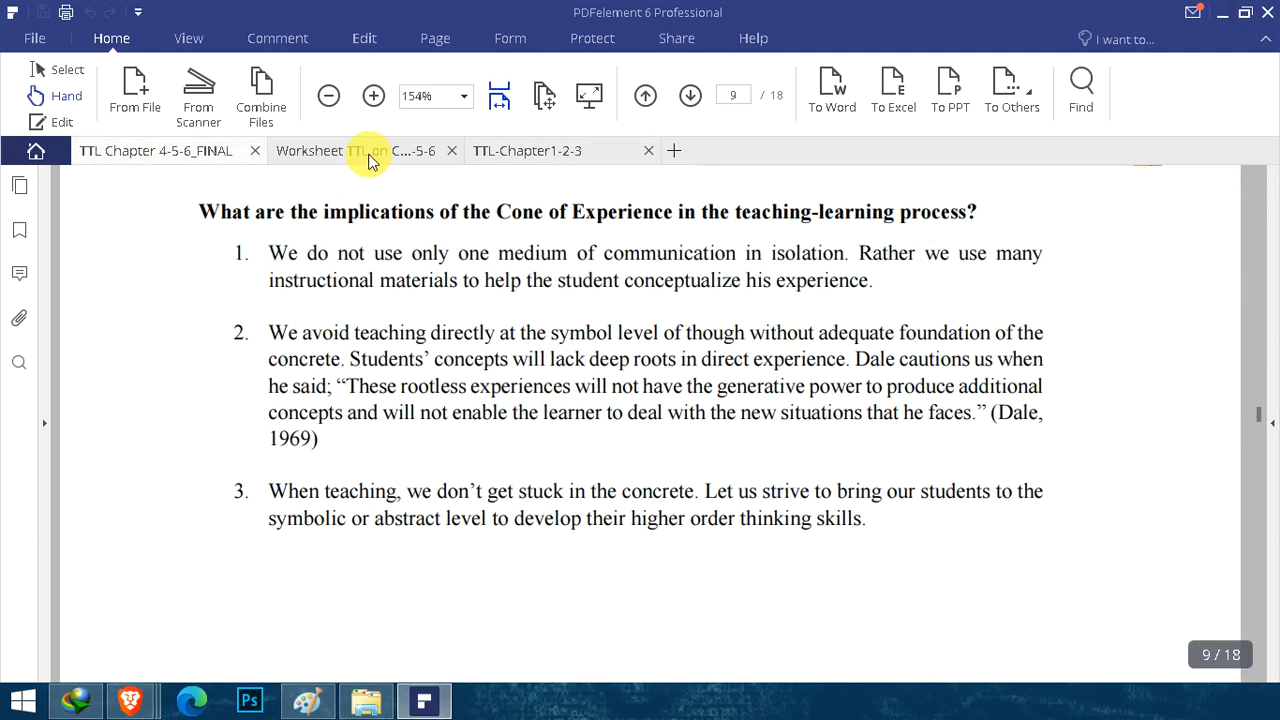 PDFelement 6 Professional
File Home View Comment Edit Page Form Protect Share Help I want to...
Select
Hand
Edit
From File
From Scanner
Combine Files
154%
9 / 18
To Word
To Excel
To PPT
To Others
Find
TTL Chapter 4-5-6_FINAL Worksheet TTL on C...-5-6 TTL-Chapter1-2-3
What are the implications of the Cone of Experience in the teaching-learning process?
1. We do not use only one medium of communication in isolation. Rather we use many
instructional materials to help the student conceptualize his experience.
2. We avoid teaching directly at the symbol level of though without adequate foundation of the
concrete. Students’ concepts will lack deep roots in direct experience. Dale cautions us when
he said; “These rootless experiences will not have the generative power to produce additional
concepts and will not enable the learner to deal with the new situations that he faces.” (Dale,
1969)
3. When teaching, we don’t get stuck in the concrete. Let us strive to bring our students to the
symbolic or abstract level to develop their higher order thinking skills.
9 / 18
Ps